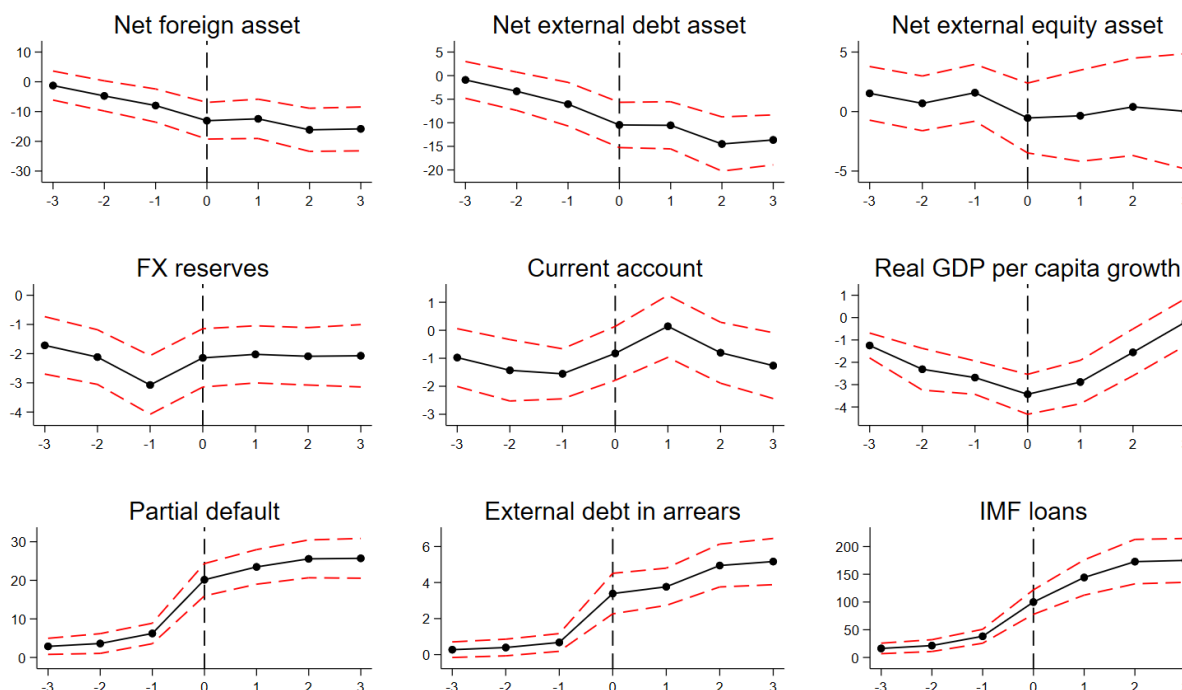 Net foreign asset
10
0
-10
-20
-30
-3 -2 -1 0 1 2 3
Net external debt asset
5
0
-5
-10
-15
-20
-3 -2 -1 0 1 2 3
Net external equity asset
5
0
-5
-3 -2 -1 0 1 2
FX reserves
0
-1
-2
-3
-4
-3 -2 -1 0 1 2 3
Current account
1
0
-1
-2
-3
-3 -2 -1 0 1 2 3
Real GDP per capita growth
1
0
-1
-2
-3
-4
-3 -2 -1 0 1 2
Partial default
30
20
10
0
-3 -2 -1 0 1 2 3
External debt in arrears
6
4
2
0
-3 -2 -1 0 1 2 3
IMF loans
200
150
100
50
0
-3 -2 -1 0 1 2